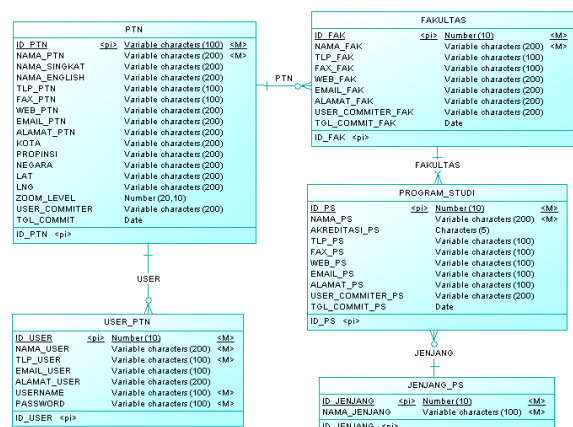 PTN
ID_PTN <pi> Variable characters (100) <M>
NAMA_PTN Variable characters (200) <M>
NAMA_SINGKAT Variable characters (200)
NAMA_ENGLISH Variable characters (200)
TLP_PTN Variable characters (100)
FAX_PTN Variable characters (100)
WEB_PTN Variable characters (200)
EMAIL_PTN Variable characters (200)
ALAMAT_PTN Variable characters (200)
KOTA Variable characters (200)
PROPINSI Variable characters (200)
NEGARA Variable characters (200)
LAT Variable characters (200)
LNG Variable characters (200)
ZOOM_LEVEL Number (20,10)
USER_COMMITER Variable characters (200)
TGL_COMMIT Date
ID_PTN <pi>
PTN
FAKULTAS
ID_FAK <pi> Number (10) <M>
NAMA_FAK Variable characters (200) <M>
TLP_FAK Variable characters (100)
FAX_FAK Variable characters (100)
WEB_FAK Variable characters (200)
EMAIL_FAK Variable characters (200)
ALAMAT_FAK Variable characters (200)
USER_COMMITER_FAK Variable characters (200)
TGL_COMMIT_FAK Date
ID_FAK <pi>
FAKULTAS
PROGRAM_STUDI
ID_PS <pi> Number (10) <M>
NAMA_PS Variable characters (200) <M>
AKREDITASI_PS Characters (5)
TLP_PS Variable characters (100)
FAX_PS Variable characters (100)
WEB_PS Variable characters (100)
EMAIL_PS Variable characters (100)
ALAMAT_PS Variable characters (100)
USER_COMMITER_PS Variable characters (200)
TGL_COMMIT_PS Date
ID_PS <pi>
USER
USER_PTN
ID_USER <pi> Number (10) <M>
NAMA_USER Variable characters (200) <M>
TLP_USER Variable characters (100) <M>
EMAIL_USER Variable characters (100)
ALAMAT_USER Variable characters (200)
USERNAME Variable characters (100) <M>
PASSWORD Variable characters (100) <M>
ID_USER <pi>
JENJANG
JENJANG_PS
ID_JENJANG <pi> Number (10) <M>
NAMA_JENJANG Variable characters (100) <M>
ID_JENJANG <pi>